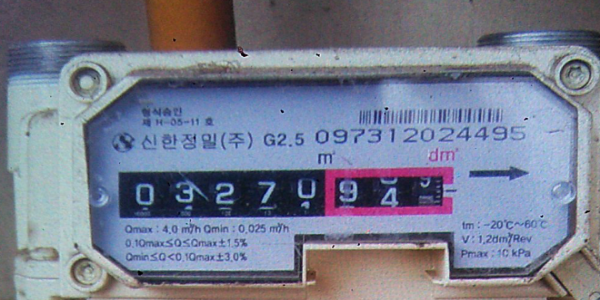 형식승인
제 H-05-11 호
신한정밀(주) G2.5 097312024495
m³ dm³
0 3 2 7 0 9 4
Qmax : 4,0 m³/h Qmin : 0,025 m³/h
0,1Qmax≤Q≤Qmax±1,5%
Qmin≤Q<0,1Qmax±3,0%
tm : -20℃~60℃
V : 1,2dm³/Rev
Pmax : 10 kPa